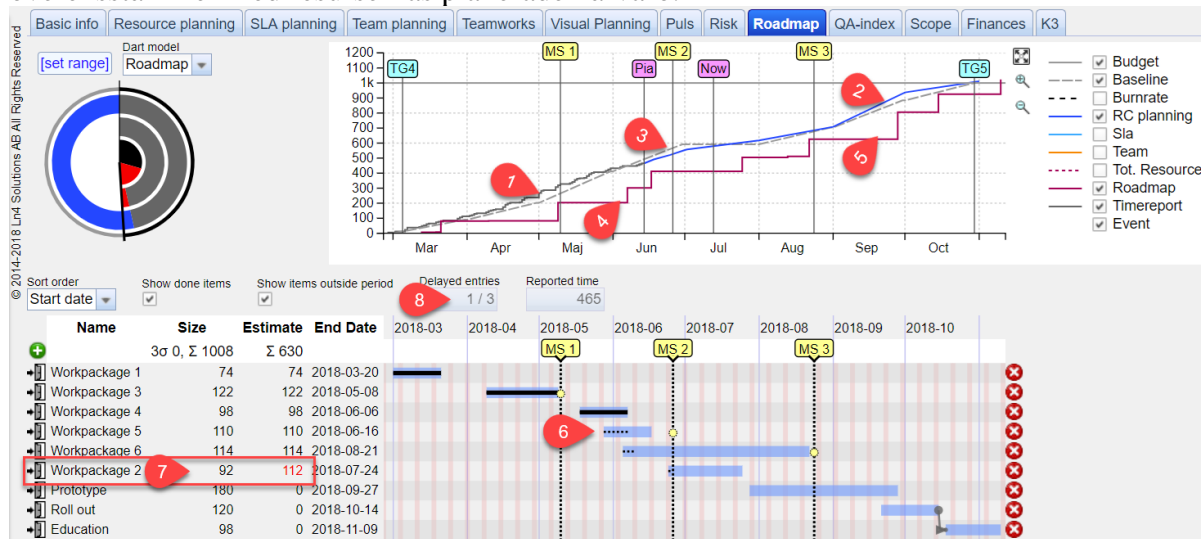 Basic info Resource planning SLA planning Team planning Teamworks Visual Planning Puls Risk Roadmap QA-index Scope Finances K3
© 2014-2018 Ln4 Solutions AB All Rights Reserved
[set range]
Dart model
Roadmap
1200
1100
1k
900
800
700
600
500
400
300
200
100
0
TG4
MS 1
MS 2
MS 3
Pia
Now
TG5
1
2
3
4
5
Mar Apr Maj Jun Jul Aug Sep Oct
Budget
Baseline
Burnrate
RC planning
Sla
Team
Tot. Resource
Roadmap
Timereport
Event
Sort order
Start date
Show done items
Show items outside period
Delayed entries
8
1 / 3
Reported time
465
Name Size Estimate End Date 2018-03 2018-04 2018-05 2018-06 2018-07 2018-08 2018-09 2018-10
3σ 0, Σ 1008 Σ 630 MS 1 MS 2 MS 3
Workpackage 1 74 74 2018-03-20
Workpackage 3 122 122 2018-05-08
Workpackage 4 98 98 2018-06-06
Workpackage 5 110 110 2018-06-16 6
Workpackage 6 114 114 2018-08-21
Workpackage 2 7 92 112 2018-07-24
Prototype 180 0 2018-09-27
Roll out 120 0 2018-10-14
Education 98 0 2018-11-09